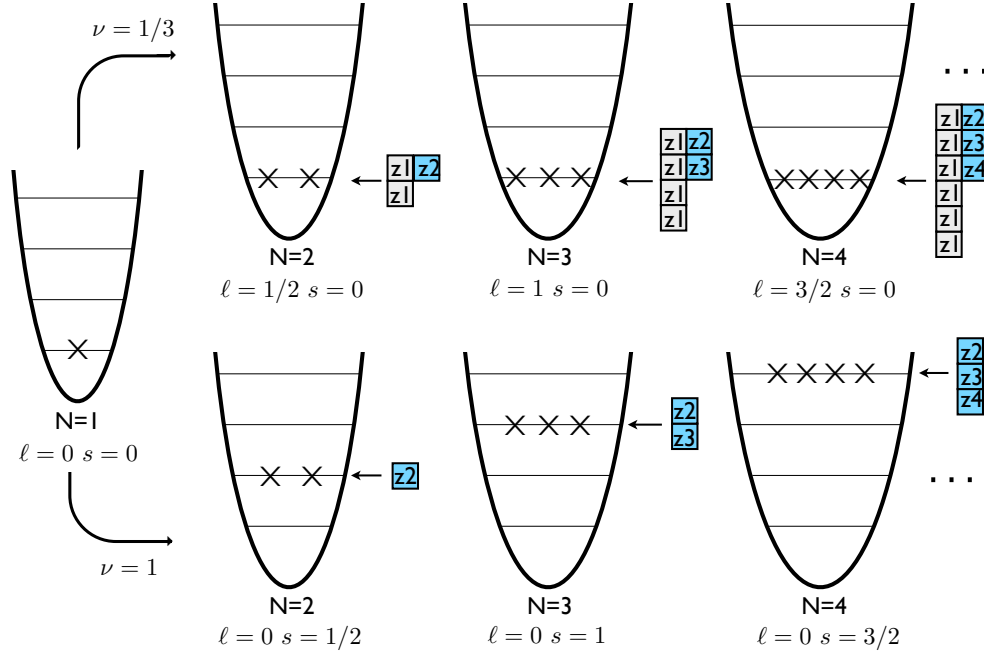 ν = 1/3
z1 z2
z1
N=2
ℓ = 1/2 s = 0
z1 z2
z1 z3
z1
z1
N=3
ℓ = 1 s = 0
z1 z2
z1 z3
z1 z4
z1
z1
z1
N=4
ℓ = 3/2 s = 0
...
N=1
ℓ = 0 s = 0
ν = 1
z2
N=2
ℓ = 0 s = 1/2
z2
z3
N=3
ℓ = 0 s = 1
z2
z3
z4
N=4
ℓ = 0 s = 3/2
...